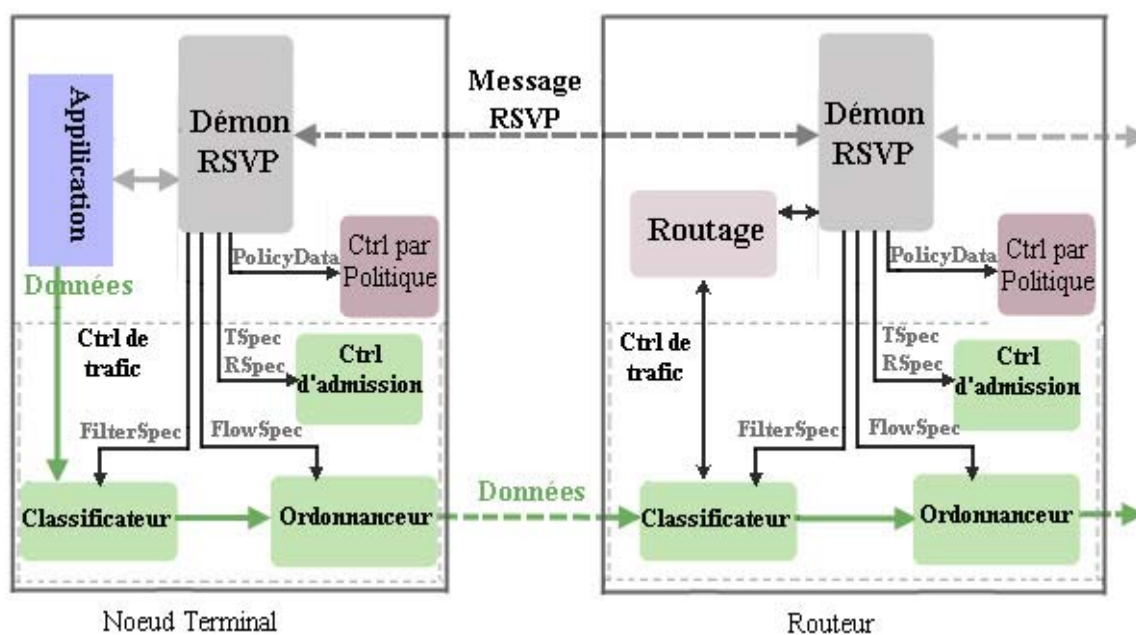 Message
RSVP
Appilication
Démon
RSVP
PolicyData
Ctrl par
Politique
Données
Ctrl de
trafic
TSpec
RSpec
Ctrl
d'admission
FilterSpec
FlowSpec
Classificateur
Ordonnanceur
Noeud Terminal
Données
Démon
RSVP
Routage
PolicyData
Ctrl par
Politique
Ctrl de
trafic
TSpec
RSpec
Ctrl
d'admission
FilterSpec
FlowSpec
Classificateur
Ordonnanceur
Routeur